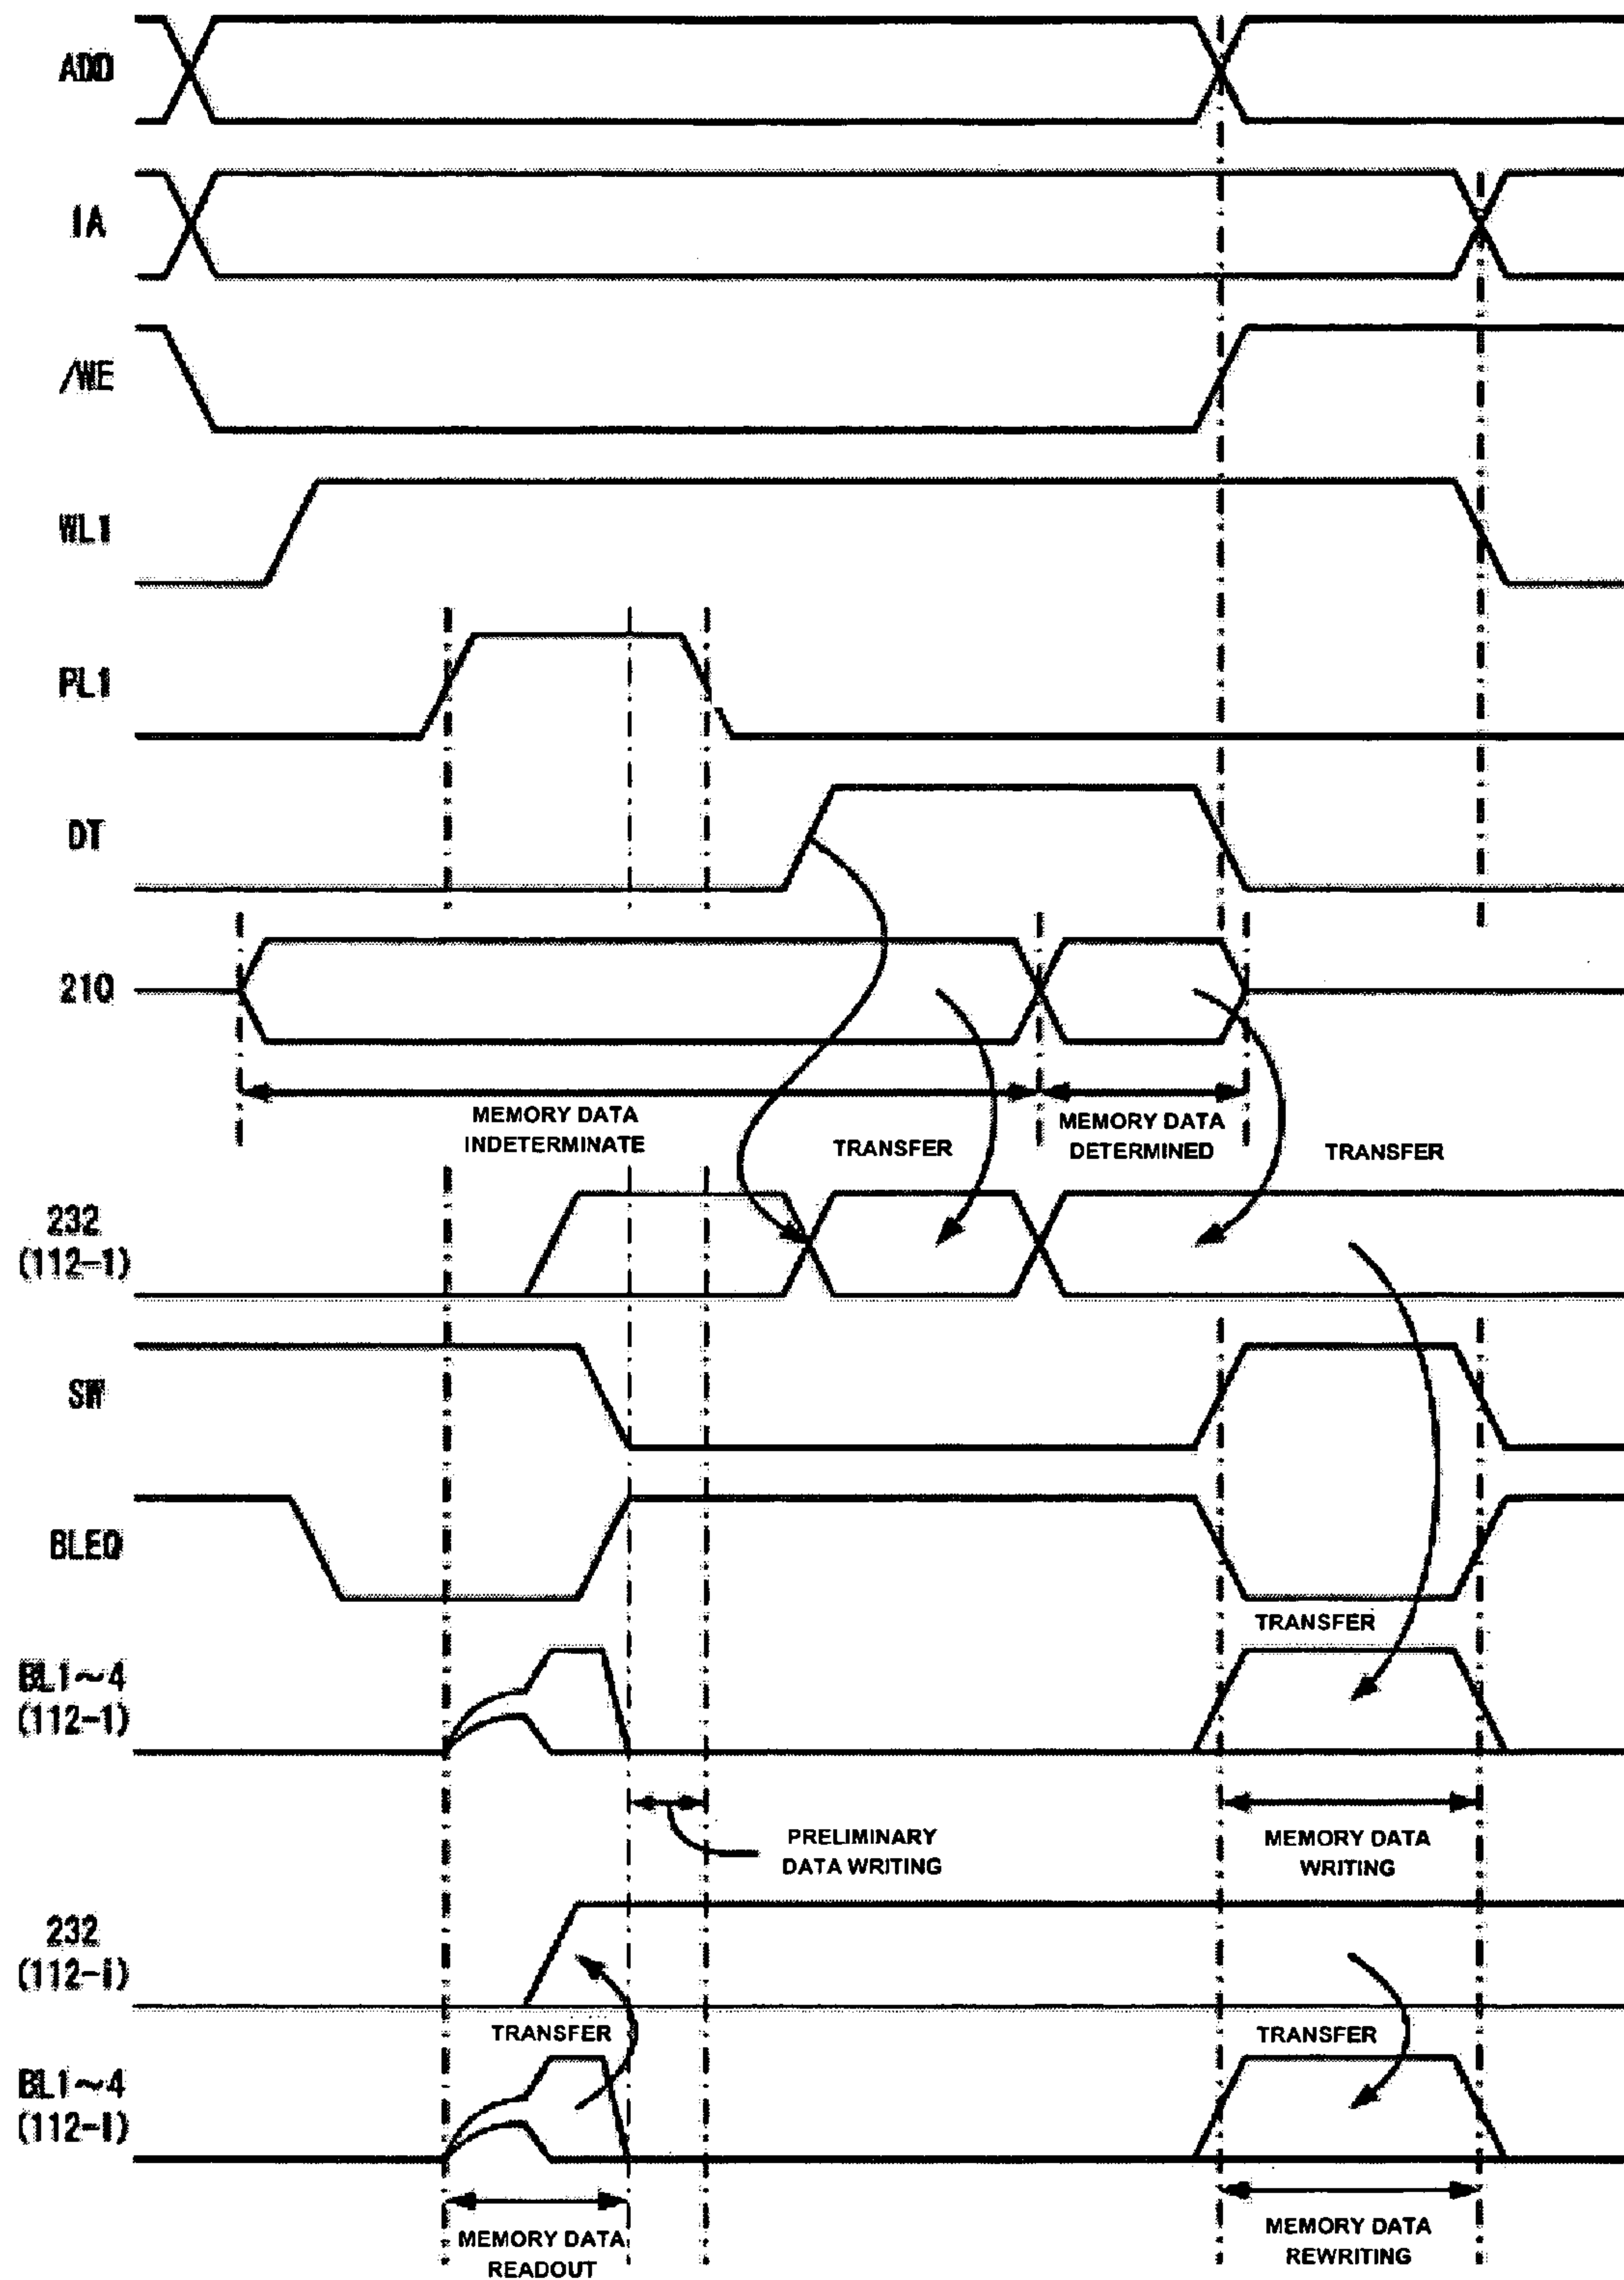 ADD
IA
/WE
WL1
PL1
DT
210
MEMORY DATA
INDETERMINATE
TRANSFER
MEMORY DATA
DETERMINED
TRANSFER
232
(112-1)
SW
BLEQ
TRANSFER
BL1~4
(112-1)
PRELIMINARY
DATA WRITING
MEMORY DATA
WRITING
232
(112-i)
TRANSFER
TRANSFER
BL1~4
(112-i)
MEMORY DATA
READOUT
MEMORY DATA
REWRITING